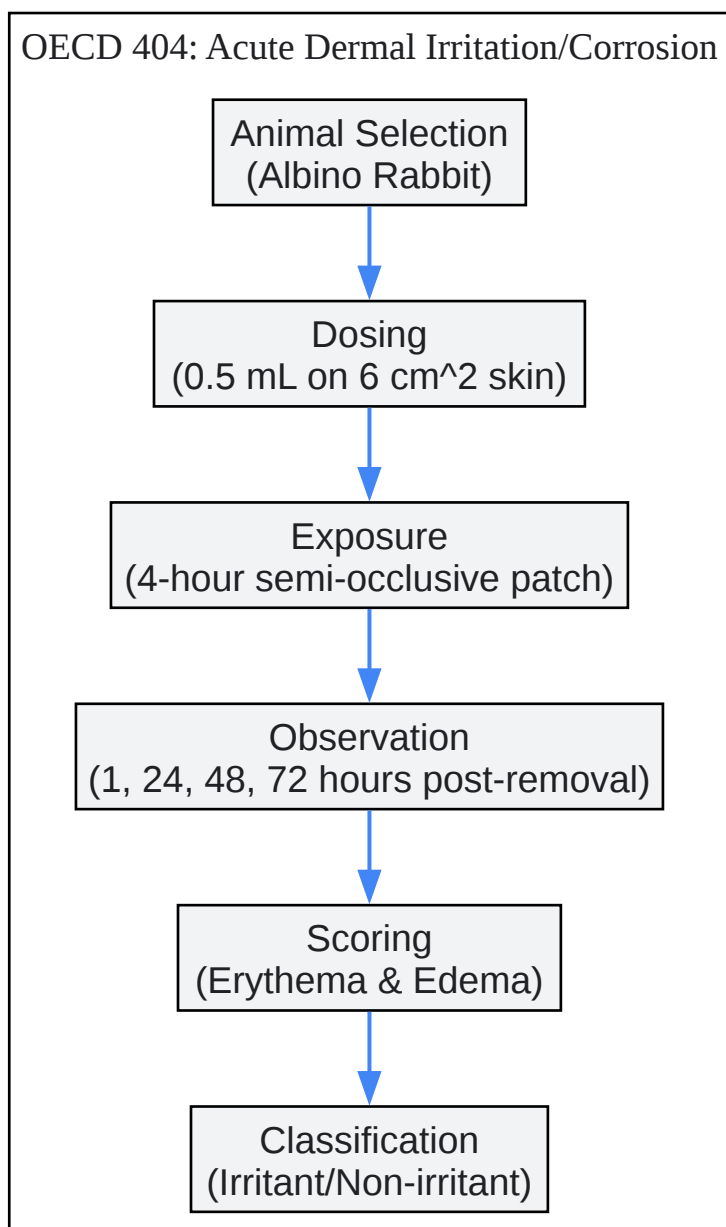 OECD 404: Acute Dermal Irritation/Corrosion
Animal Selection
(Albino Rabbit)
Dosing
(0.5 mL on 6 cm^2 skin)
Exposure
(4-hour semi-occlusive patch)
Observation
(1, 24, 48, 72 hours post-removal)
Scoring
(Erythema & Edema)
Classification
(Irritant/Non-irritant)